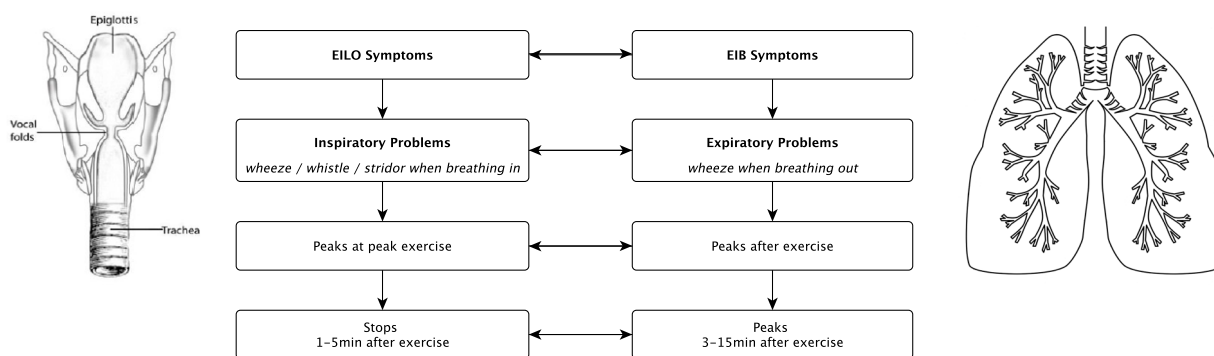 Epiglottis
Vocal
folds
Trachea
EILO Symptoms
EIB Symptoms
Inspiratory Problems
wheeze / whistle / stridor when breathing in
Expiratory Problems
wheeze when breathing out
Peaks at peak exercise
Peaks after exercise
Stops
1–5min after exercise
Peaks
3–15min after exercise